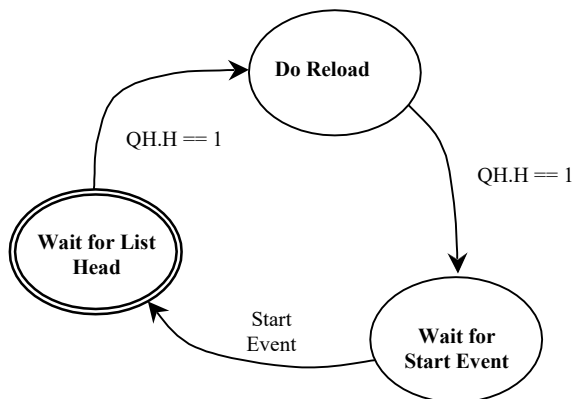 Do Reload
QH.H == 1
QH.H == 1
Wait for List
Head
Start
Event
Wait for
Start Event